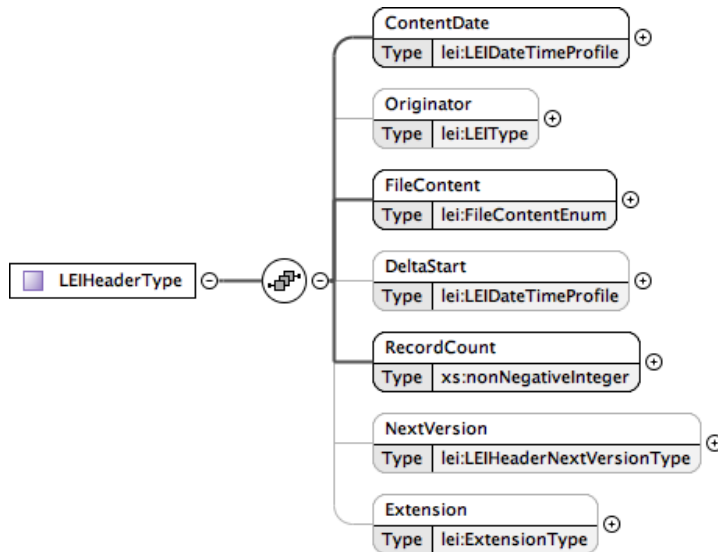 ContentDate
Type lei:LEIDateTimeProfile
Originator
Type lei:LEIType
FileContent
Type lei:FileContentEnum
LEIHeaderType
DeltaStart
Type lei:LEIDateTimeProfile
RecordCount
Type xs:nonNegativeInteger
NextVersion
Type lei:LEIHeaderNextVersionType
Extension
Type lei:ExtensionType